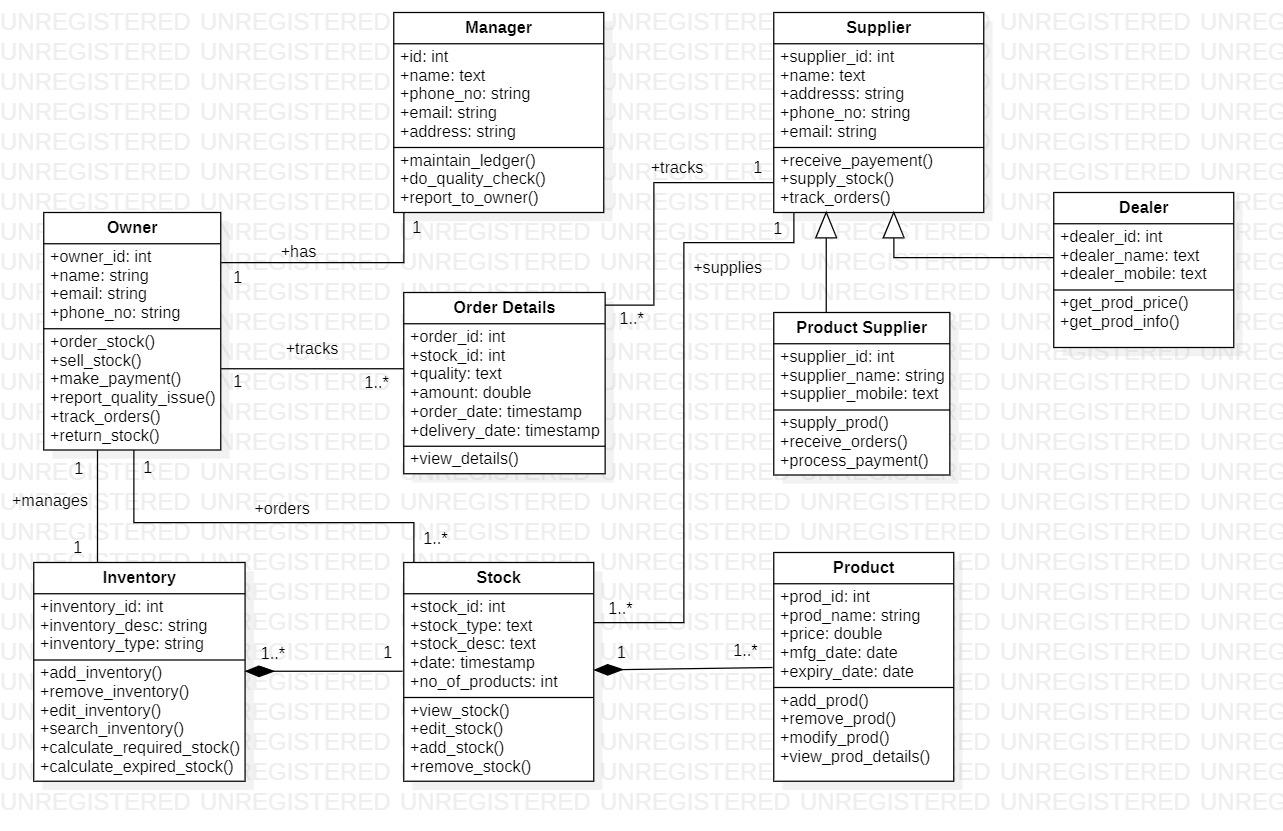 Manager
+id: int
+name: text
+phone_no: string
+email: string
+address: string
+maintain_ledger()
+do_quality_check()
+report_to_owner()
Supplier
+supplier_id: int
+name: text
+addresss: string
+phone_no: string
+email: string
+receive_payement()
+supply_stock()
+track_orders()
Dealer
+dealer_id: int
+dealer_name: text
+dealer_mobile: text
+get_prod_price()
+get_prod_info()
Owner
+owner_id: int
+name: string
+email: string
+phone_no: string
+order_stock()
+sell_stock()
+make_payment()
+report_quality_issue()
+track_orders()
+return_stock()
+has
1
1
+tracks
1
1..*
+tracks
1
1..*
+supplies
1
1..*
Order Details
+order_id: int
+stock_id: int
+quality: text
+amount: double
+order_date: timestamp
+delivery_date: timestamp
+view_details()
Product Supplier
+supplier_id: int
+supplier_name: string
+supplier_mobile: text
+supply_prod()
+receive_orders()
+process_payment()
1
+manages
1
1
+orders
1..*
Inventory
+inventory_id: int
+inventory_desc: string
+inventory_type: string
+add_inventory()
+remove_inventory()
+edit_inventory()
+search_inventory()
+calculate_required_stock()
+calculate_expired_stock()
1..*
1
Stock
+stock_id: int
+stock_type: text
+stock_desc: text
+date: timestamp
+no_of_products: int
+view_stock()
+edit_stock()
+add_stock()
+remove_stock()
1
1..*
Product
+prod_id: int
+prod_name: string
+price: double
+mfg_date: date
+expiry_date: date
+add_prod()
+remove_prod()
+modify_prod()
+view_prod_details()
UNREGISTERED